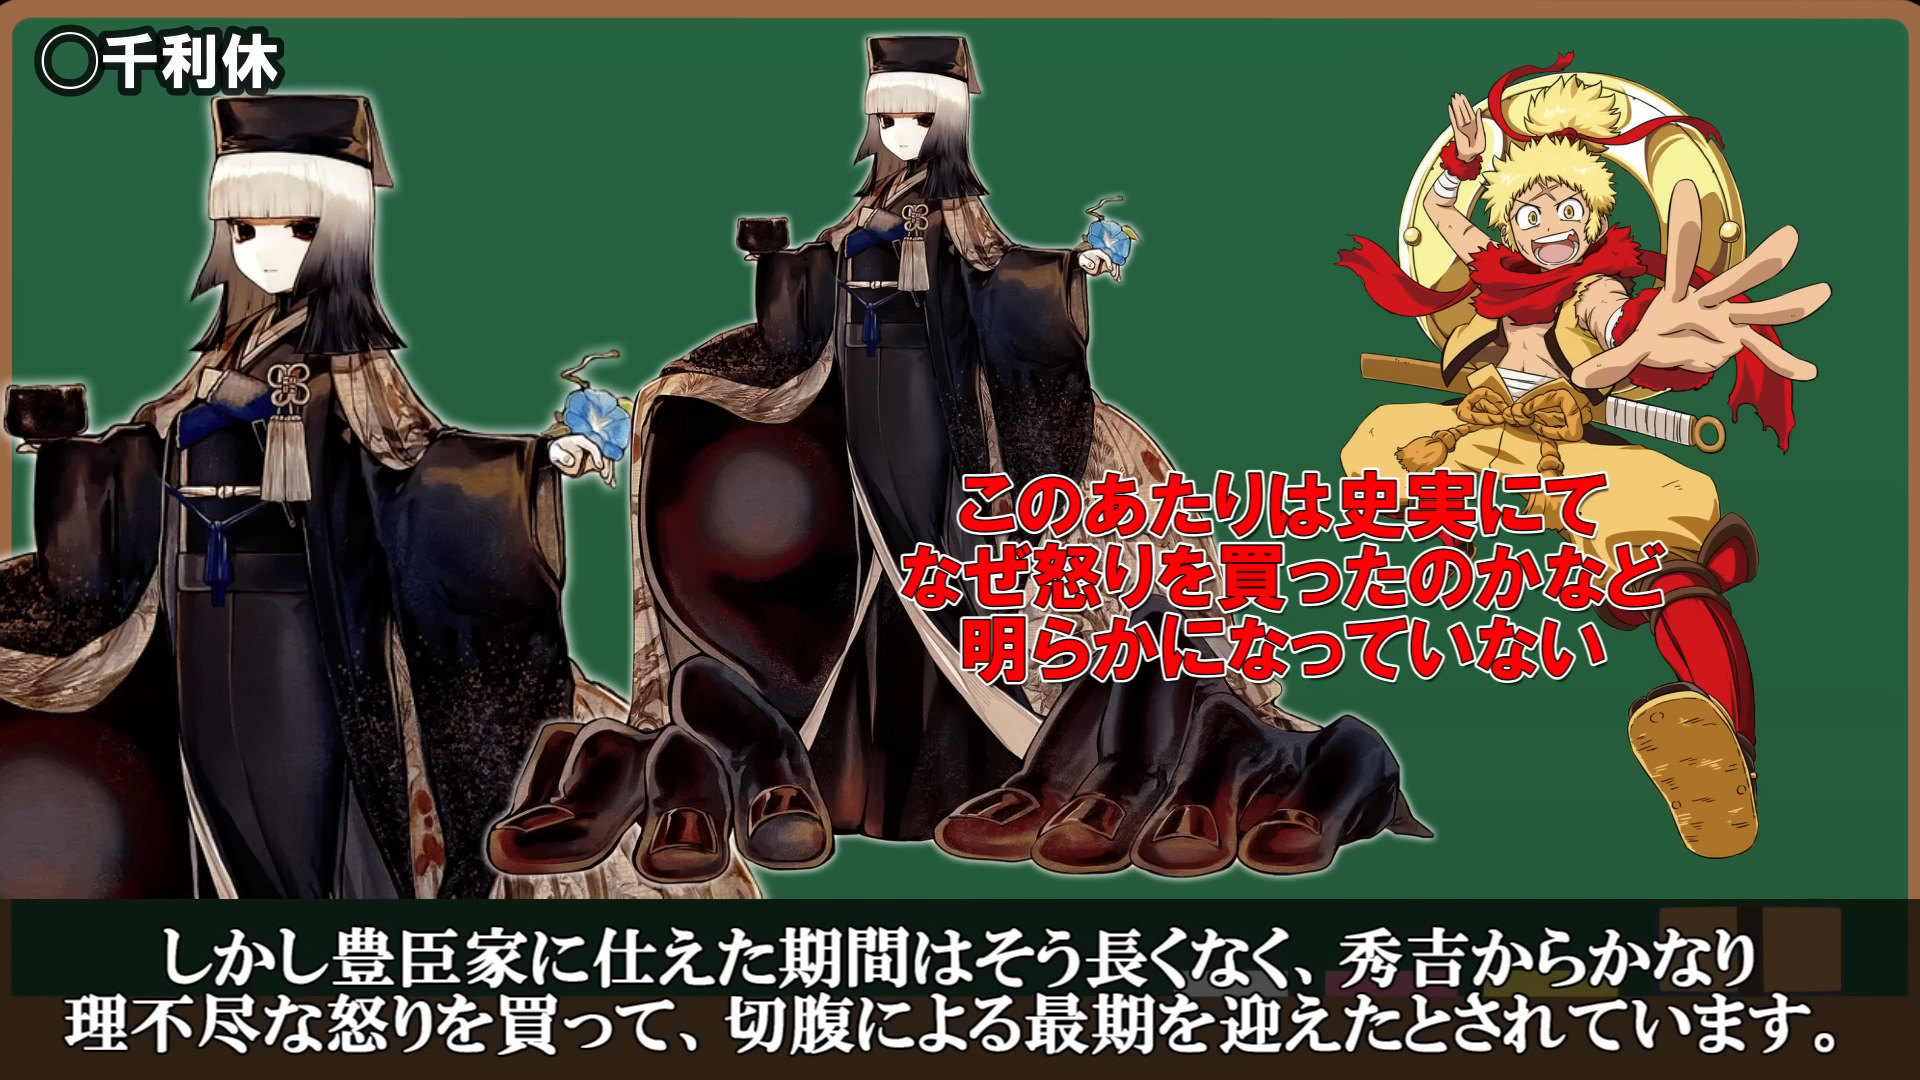 ◯千利休
このあたりは史実にて
なぜ怒りを買ったのかなど
明らかになっていない
しかし豊臣家に仕えた期間はそう長くなく、秀吉からかなり
理不尽な怒りを買って、切腹による最期を迎えたとされています。